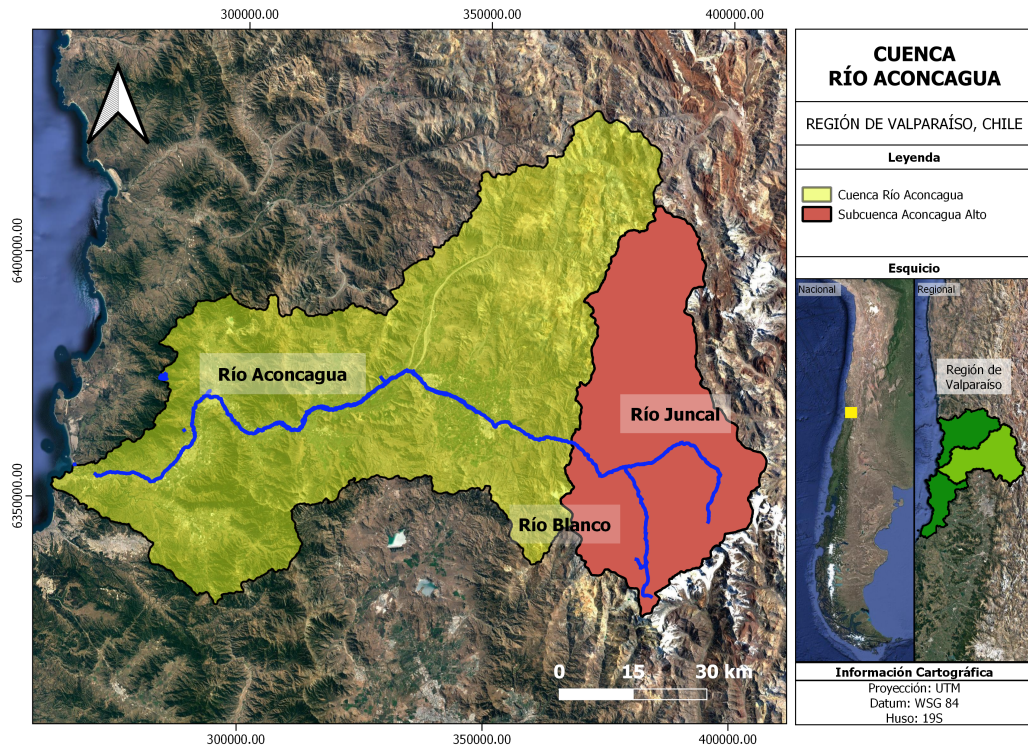 300000.00
350000.00
400000.00
6400000.00
6350000.00
Río Aconcagua
Río Juncal
Río Blanco
0 15 30 km
300000.00
350000.00
400000.00
CUENCA
RÍO ACONCAGUA
REGIÓN DE VALPARAÍSO, CHILE
Leyenda
Cuenca Río Aconcagua
Subcuenca Aconcagua Alto
Esquicio
Nacional
Regional
Región de
Valparaíso
Información Cartográfica
Proyección: UTM
Datum: WSG 84
Huso: 19S